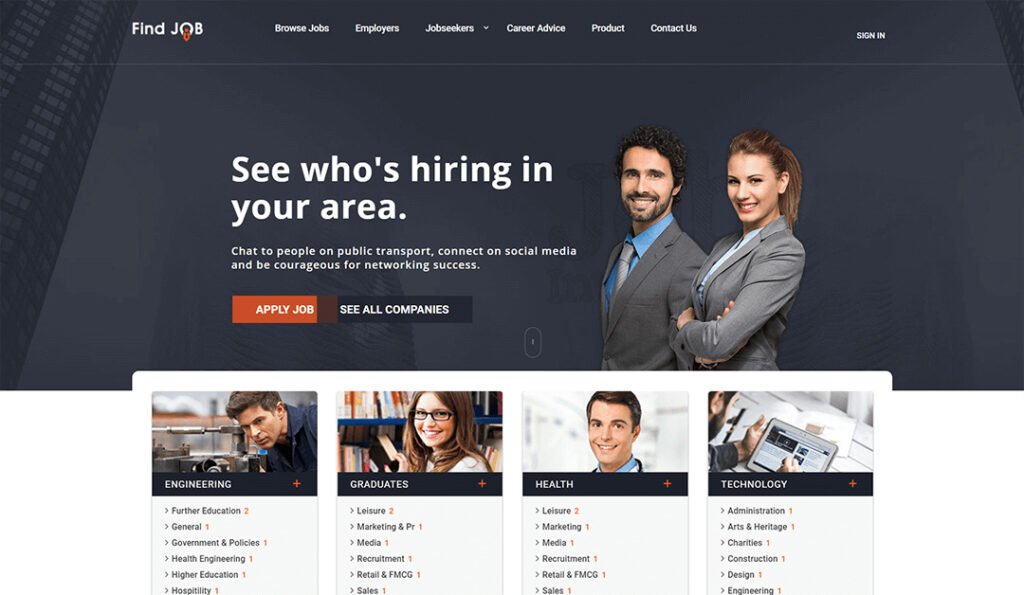 Find JOB
Browse Jobs
Employers
Jobseekers
Career Advice
Product
Contact Us
SIGN IN
See who's hiring in
your area.
Chat to people on public transport, connect on social media
and be courageous for networking success.
APPLY JOB
SEE ALL COMPANIES
ENGINEERING +
Further Education 2
General 1
Government & Policies 1
Health Engineering 1
Higher Education 1
Hospitility 1
GRADUATES +
Leisure 2
Marketing & Pr 1
Media 1
Recruitment 1
Retail & FMCG 1
Sales 1
HEALTH +
Leisure 2
Marketing 1
Media 1
Recruitment 1
Retail & FMCG 1
Sales 1
TECHNOLOGY +
Administration 1
Arts & Heritage 1
Charities 1
Construction 1
Design 1
Engineering 1